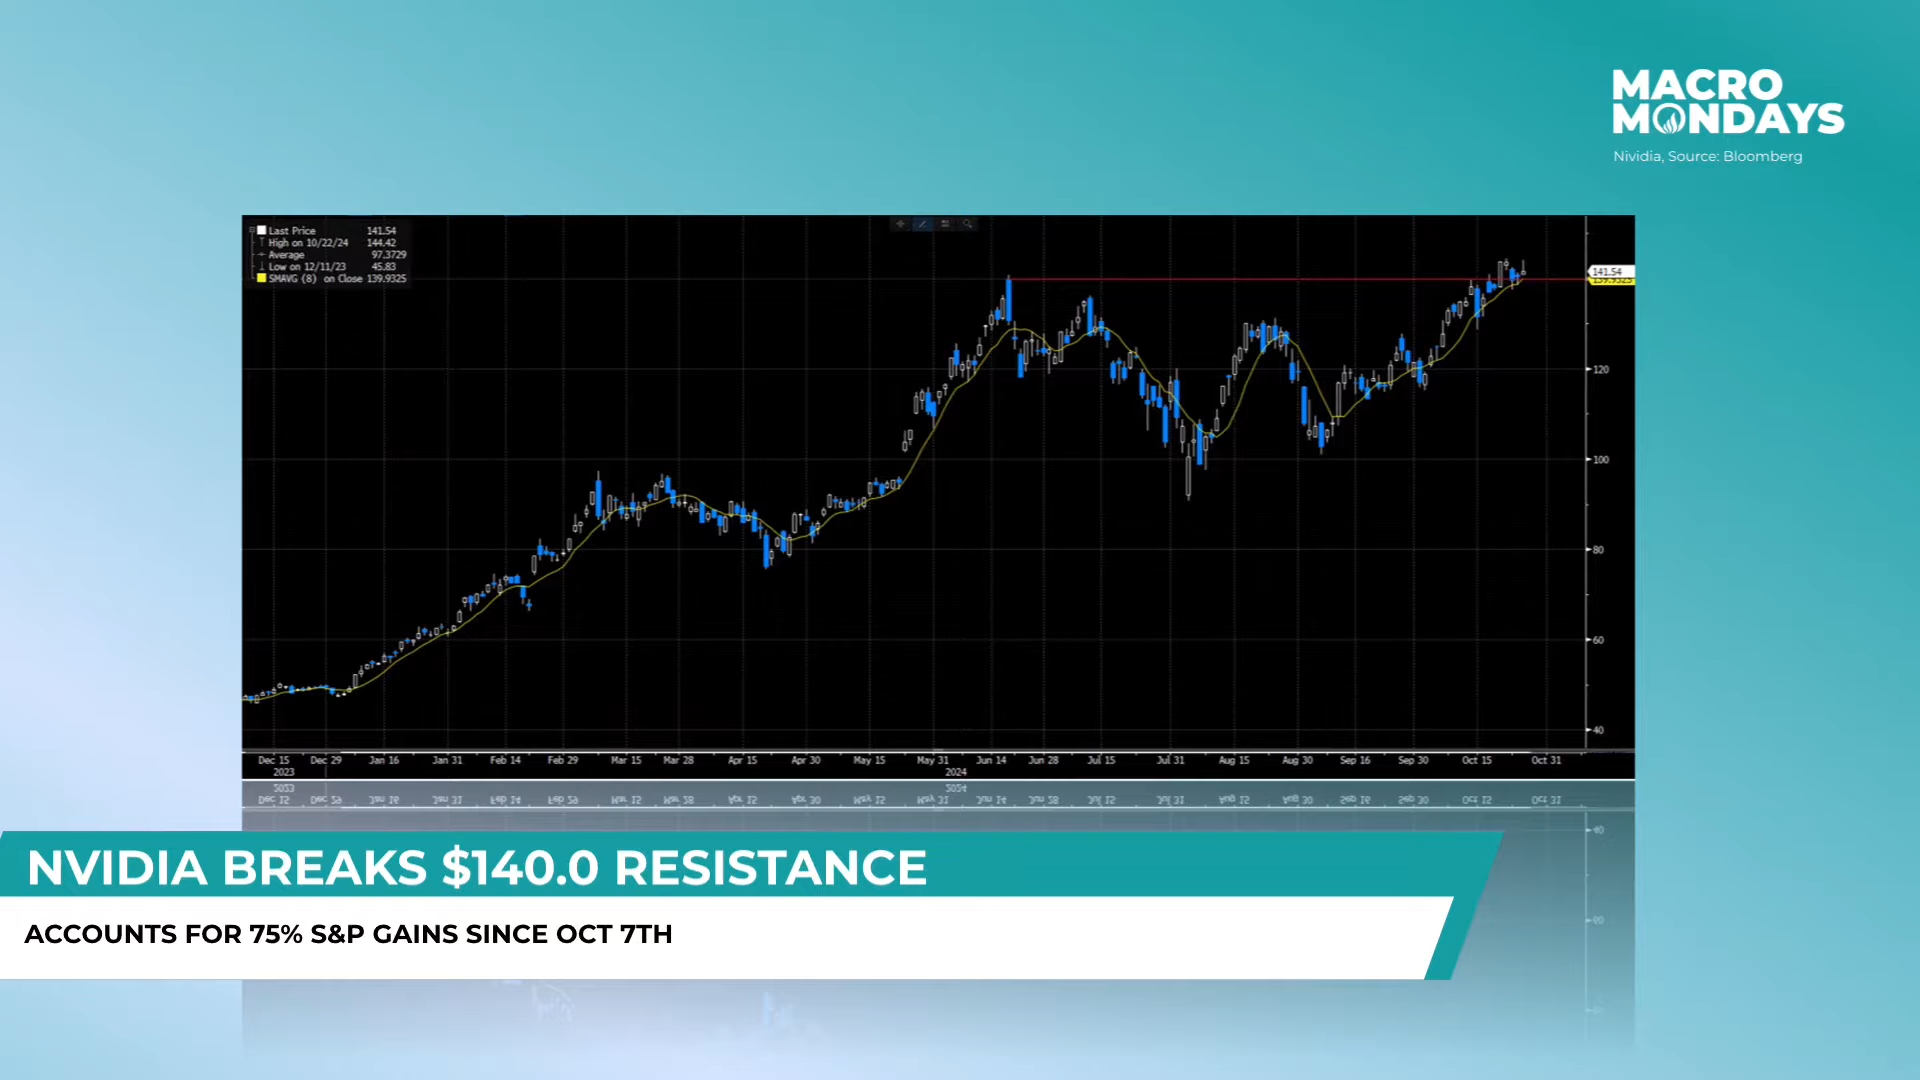 MACRO
MONDAYS
Nividia, Source: Bloomberg
Last Price 141.54
High on 10/22/24 144.42
Average 97.3729
Low on 12/11/23 45.83
SMAVG (8) on Close 139.9325
141.54
139.9325
120
100
80
60
40
Dec 15 Dec 29 Jan 16 Jan 31 Feb 14 Feb 29 Mar 15 Mar 28 Apr 15 Apr 30 May 15 May 31 Jun 14 Jun 28 Jul 15 Jul 31 Aug 15 Aug 30 Sep 16 Sep 30 Oct 15 Oct 31
2023 2024
NVIDIA BREAKS $140.0 RESISTANCE
ACCOUNTS FOR 75% S&P GAINS SINCE OCT 7TH